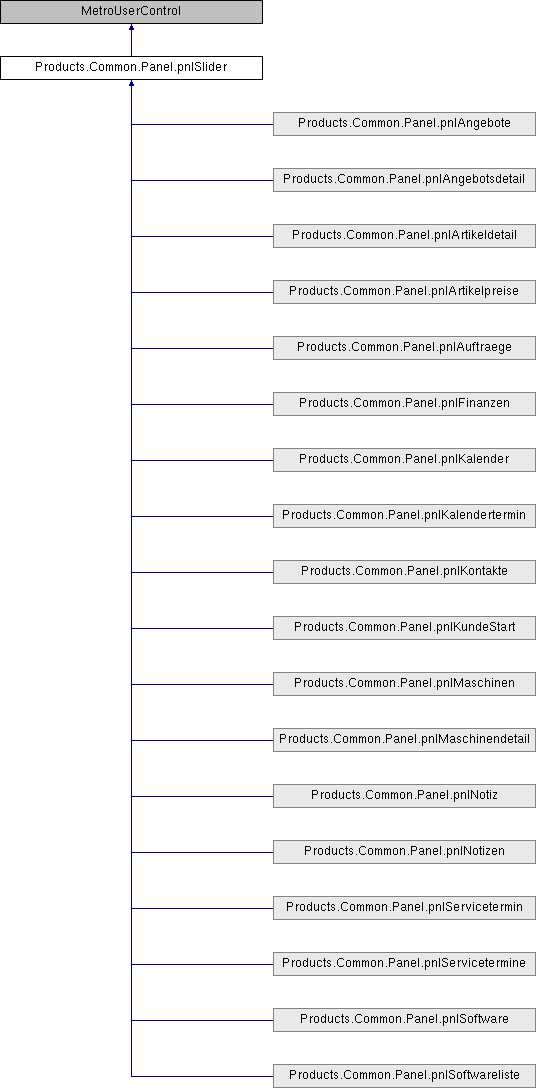 MetroUserControl
Products.Common.Panel.pnlSlider
Products.Common.Panel.pnlAngebote
Products.Common.Panel.pnlAngebotsdetail
Products.Common.Panel.pnlArtikeldetail
Products.Common.Panel.pnlArtikelpreise
Products.Common.Panel.pnlAuftraege
Products.Common.Panel.pnlFinanzen
Products.Common.Panel.pnlKalender
Products.Common.Panel.pnlKalendertermin
Products.Common.Panel.pnlKontakte
Products.Common.Panel.pnlKundeStart
Products.Common.Panel.pnlMaschinen
Products.Common.Panel.pnlMaschinendetail
Products.Common.Panel.pnlNotiz
Products.Common.Panel.pnlNotizen
Products.Common.Panel.pnlServicetermin
Products.Common.Panel.pnlServicetermine
Products.Common.Panel.pnlSoftware
Products.Common.Panel.pnlSoftwareliste